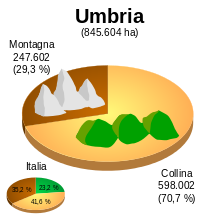 Umbria
(845.604 ha)
Montagna
247.602
(29,3 %)
Collina
598.002
(70,7 %)
Italia
35,2 %
23,2 %
41,6 %